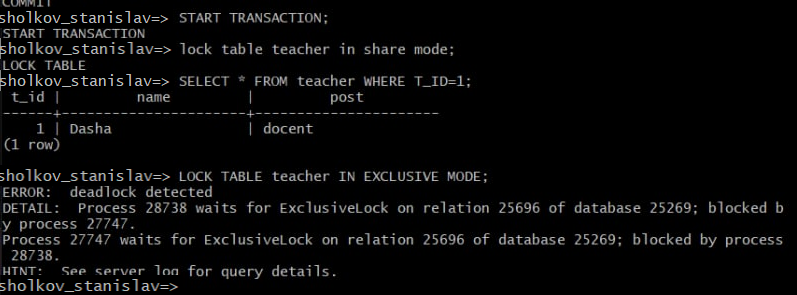 COMMIT
sholkov_stanislav=> START TRANSACTION;
START TRANSACTION
sholkov_stanislav=> lock table teacher in share mode;
LOCK TABLE
sholkov_stanislav=> SELECT * FROM teacher WHERE T_ID=1;
 t_id |          name          |          post
------+------------------------+------------------------
    1 | Dasha                  | docent
(1 row)

sholkov_stanislav=> LOCK TABLE teacher IN EXCLUSIVE MODE;
ERROR:  deadlock detected
DETAIL:  Process 28738 waits for ExclusiveLock on relation 25696 of database 25269; blocked b
y process 27747.
Process 27747 waits for ExclusiveLock on relation 25696 of database 25269; blocked by process
 28738.
HINT:  See server log for query details.
sholkov_stanislav=>